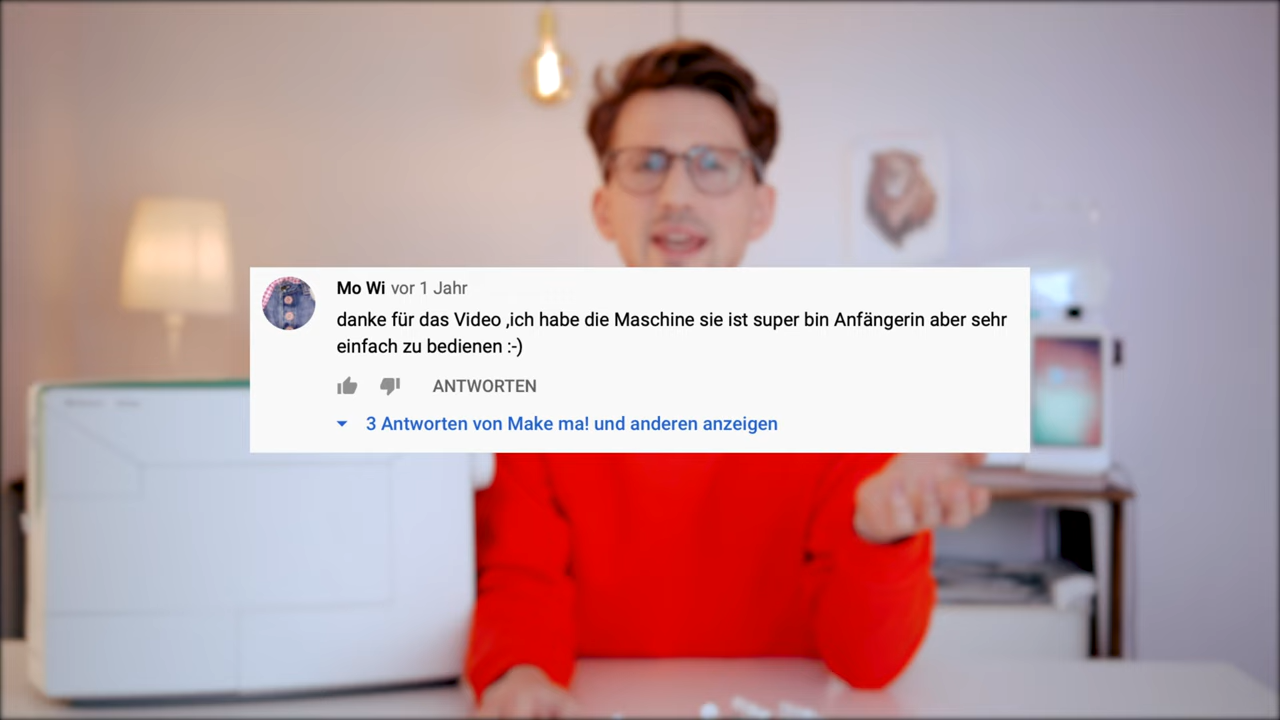 Mo Wi vor 1 Jahr
danke für das Video ,ich habe die Maschine sie ist super bin Anfängerin aber sehr
einfach zu bedienen :-)
ANTWORTEN
3 Antworten von Make ma! und anderen anzeigen